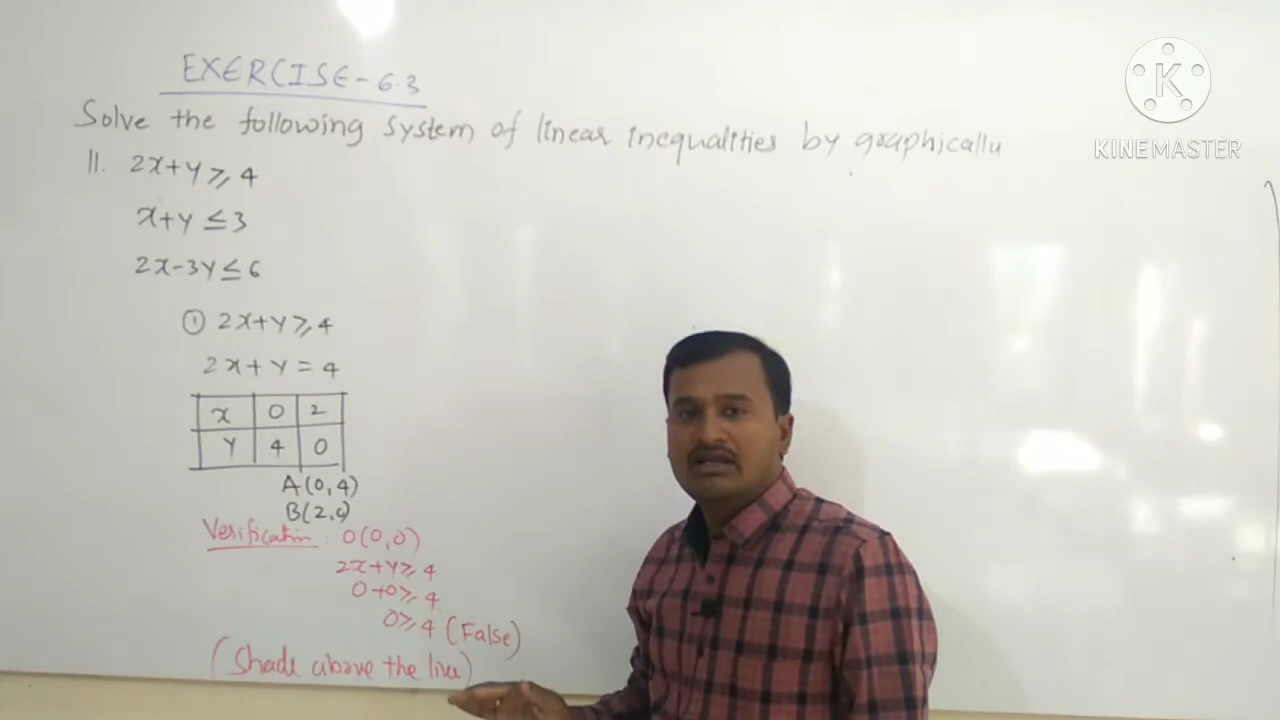 EXERCISE-6.3
Solve the following system of linear inequalities by graphically
11. 2x+y≥4
x+y≤3
2x-3y≤6
① 2x+y≥4
2x+y=4
x 0 2
y 4 0
A(0,4)
B(2,0)
Verification: O(0,0)
2x+y≥4
0+0≥4
0≥4 (False)
(Shade above the line)
K
KINEMASTER